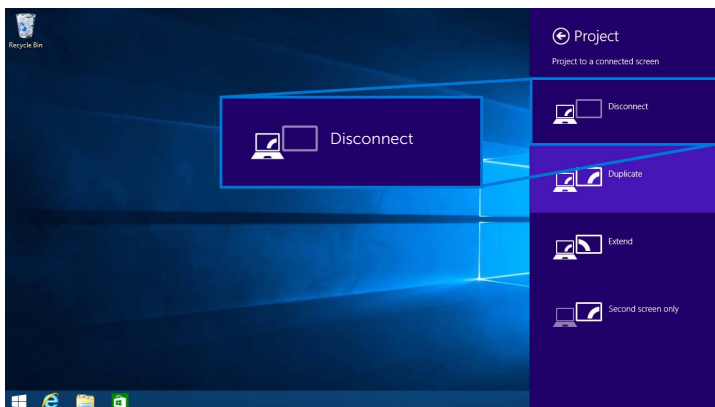 Recycle Bin
Project
Project to a connected screen
Disconnect
Disconnect
Duplicate
Extend
Second screen only